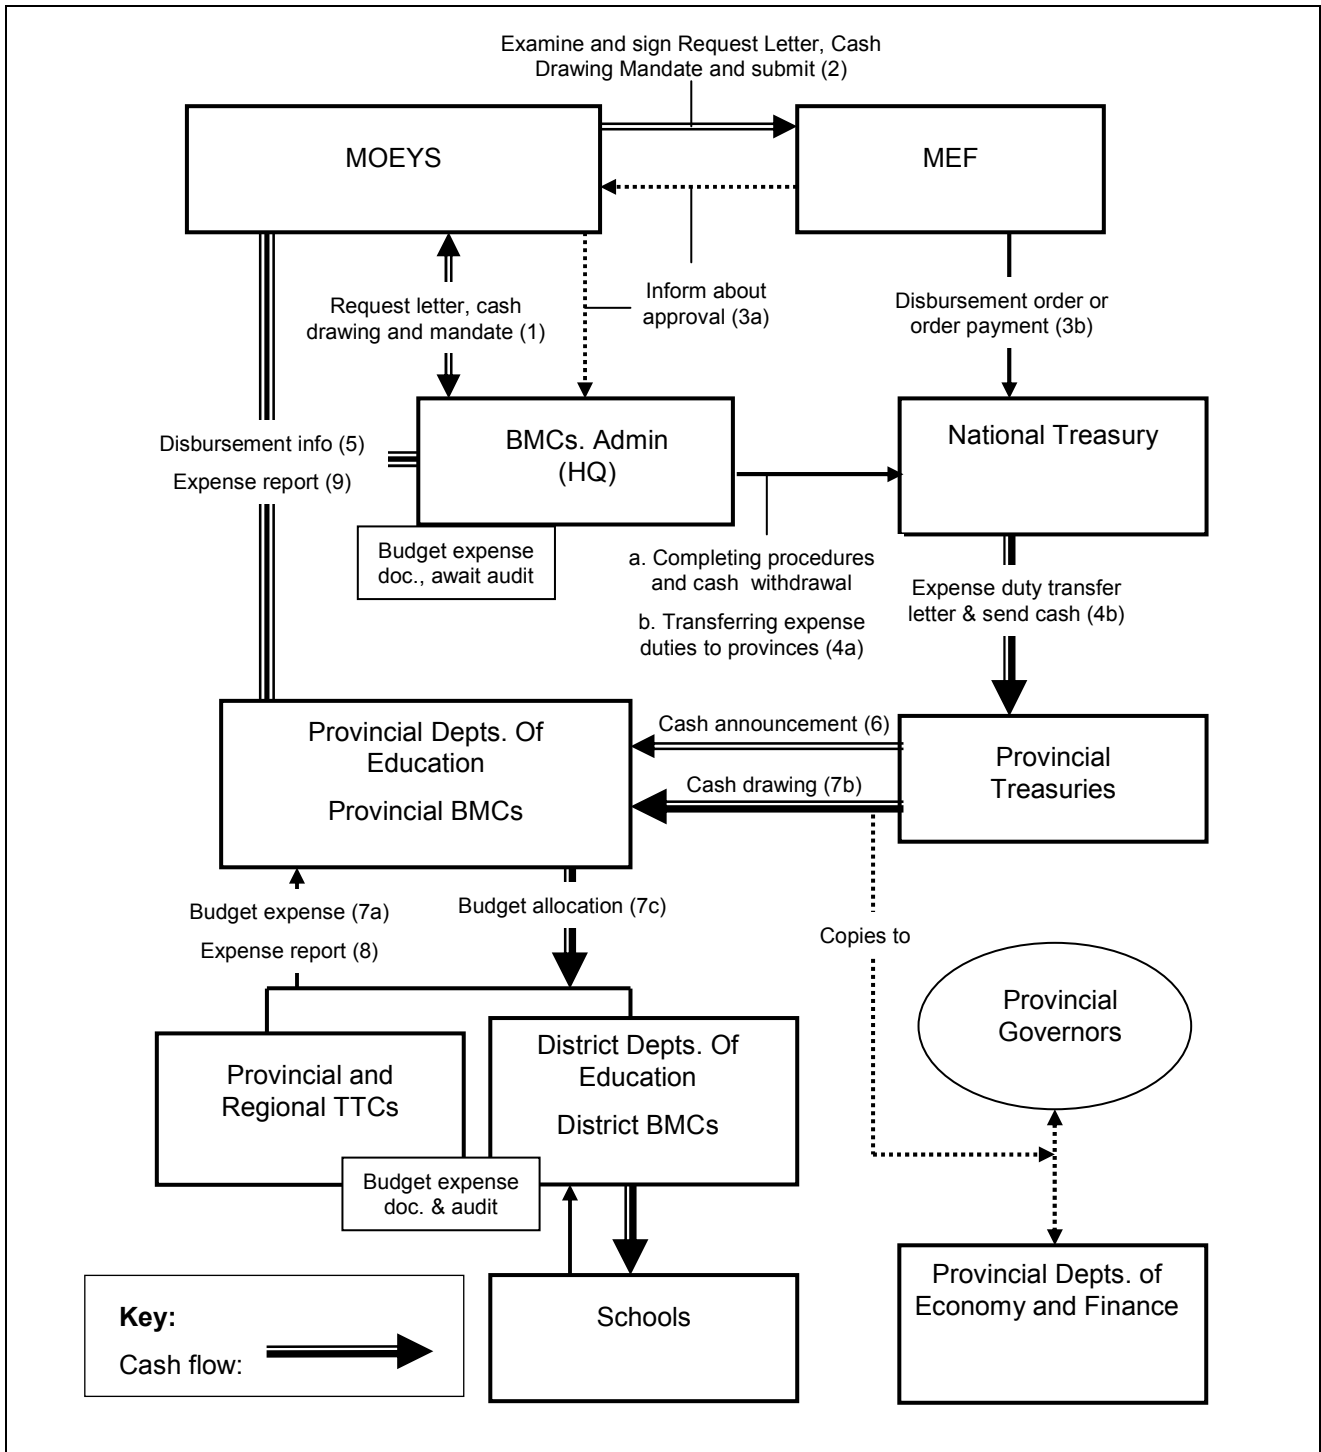 Examine and sign Request Letter, Cash
Drawing Mandate and submit (2)
MOEYS
MEF
Request letter, cash
drawing and mandate (1)
Inform about
approval (3a)
Disbursement order or
order payment (3b)
Disbursement info (5)
Expense report (9)
BMCs. Admin
(HQ)
National Treasury
Budget expense
doc., await audit
a. Completing procedures
and cash withdrawal
b. Transferring expense
duties to provinces (4a)
Expense duty transfer
letter & send cash (4b)
Provincial Depts. Of
Education
Provincial BMCs
Cash announcement (6)
Cash drawing (7b)
Provincial
Treasuries
Budget expense (7a)
Expense report (8)
Budget allocation (7c)
Copies to
Provincial
Governors
Provincial and
Regional TTCs
District Depts. Of
Education
District BMCs
Budget expense
doc. & audit
Key:
Cash flow:
Schools
Provincial Depts. of
Economy and Finance